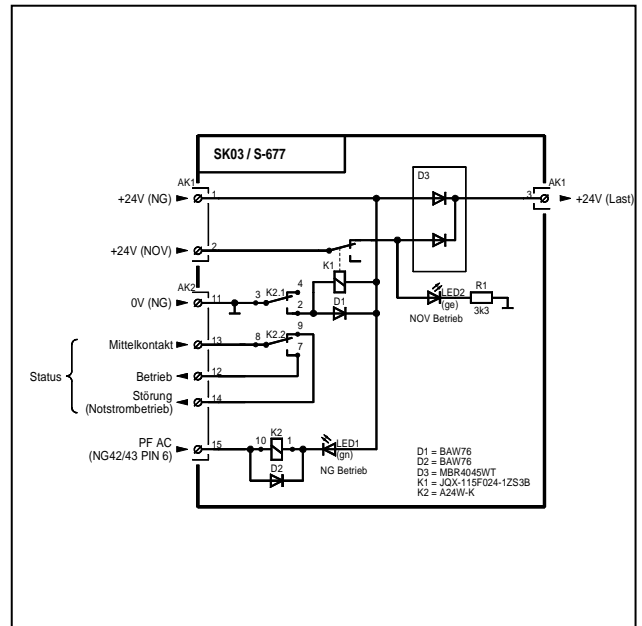 SK03 / S-677
D3
AK1
+24V (NG)
1
3
AK1
+24V (Last)
+24V (NOV)
2
K1
AK2
0V (NG)
11
3
K2.1
4
2
D1
LED2
(ge)
R1
3k3
NOV Betrieb
Status
Mittelkontakt
13
8
K2.2
9
7
Betrieb
12
Störung
(Notstrombetrieb)
14
PF AC
(NG42/43 PIN 6)
15
10
K2
1
D2
LED1
(gn)
NG Betrieb
D1 = BAW76
D2 = BAW76
D3 = MBR4045WT
K1 = JQX-115F024-1ZS3B
K2 = A24W-K